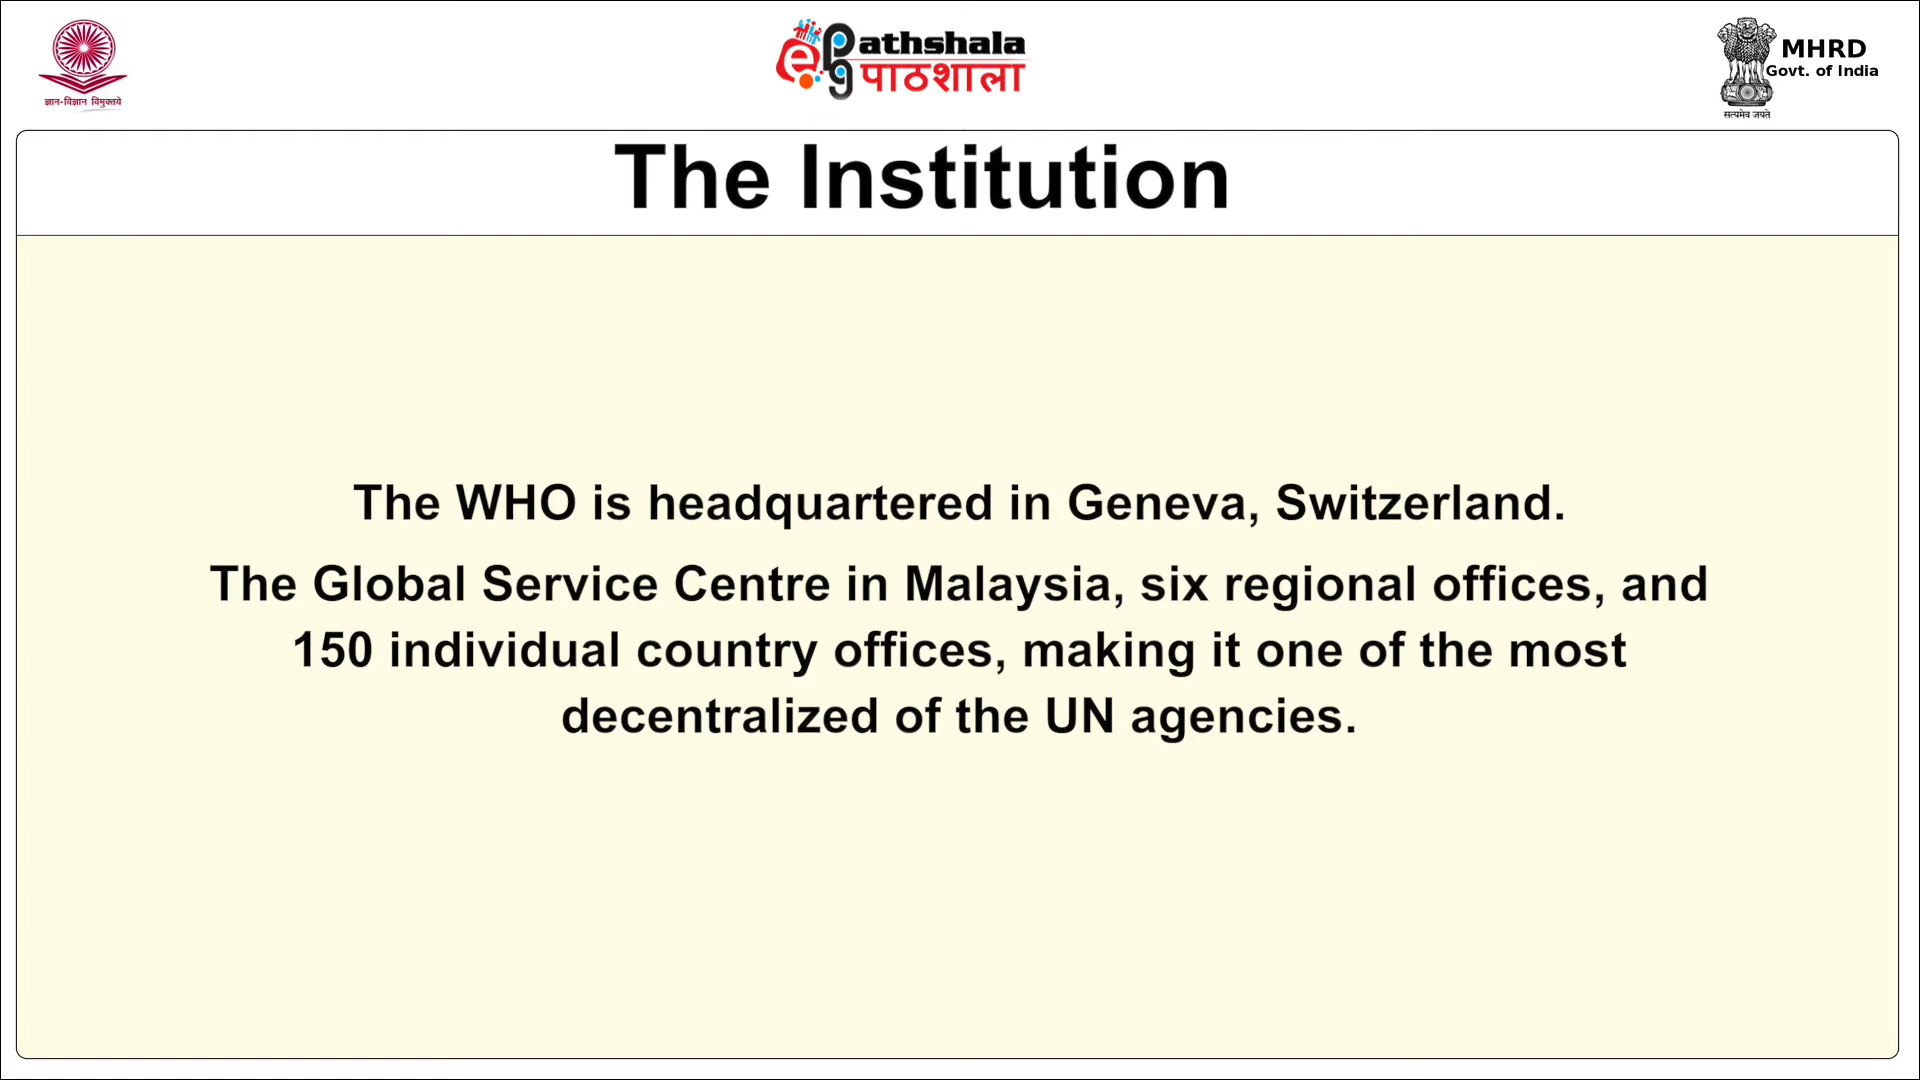 ज्ञान-विज्ञान विमुक्तये
e pg athshala
पाठशाला
MHRD
Govt. of India
सत्यमेव जयते
The Institution
The WHO is headquartered in Geneva, Switzerland.
The Global Service Centre in Malaysia, six regional offices, and
150 individual country offices, making it one of the most
decentralized of the UN agencies.